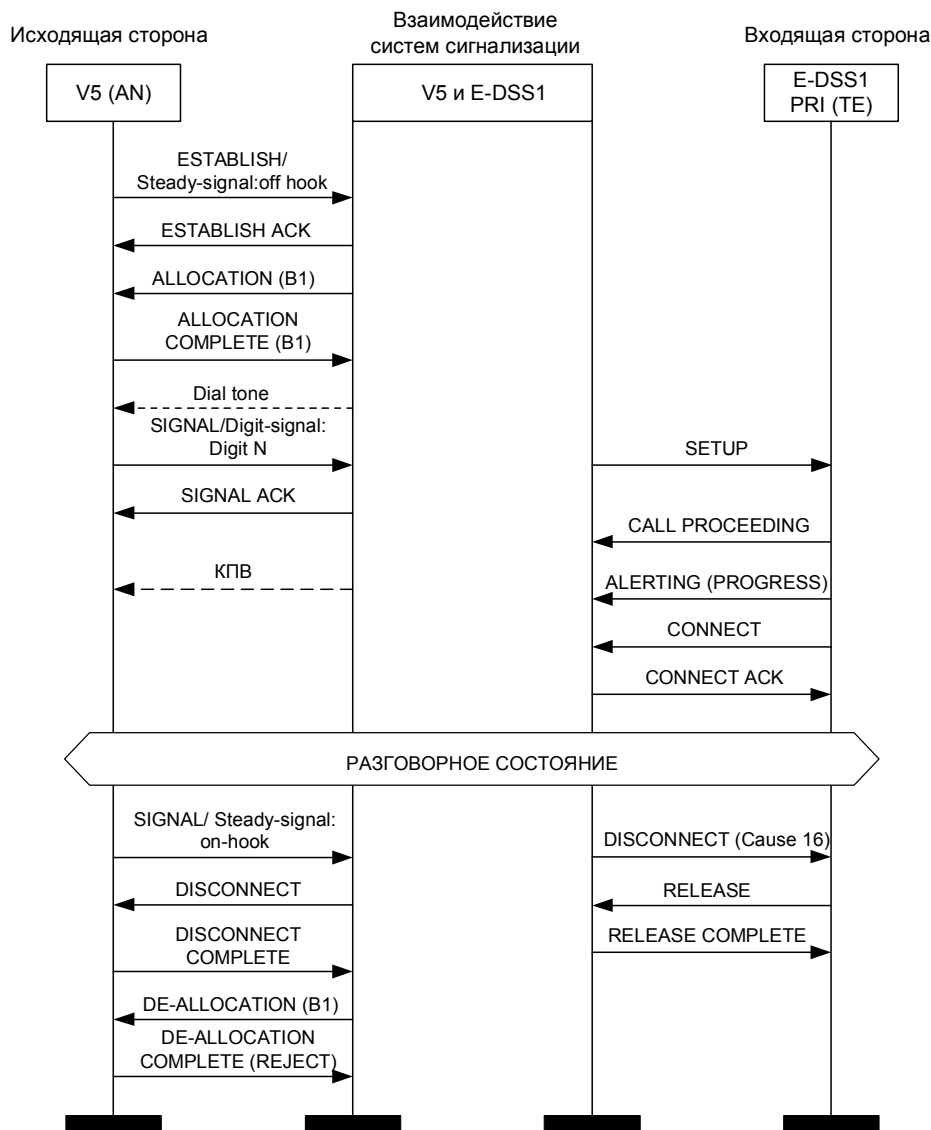 Исходящая сторона
Взаимодействие
систем сигнализации
Входящая сторона
V5 (AN)
V5 и E-DSS1
E-DSS1
PRI (TE)
ESTABLISH/
Steady-signal:off hook
ESTABLISH ACK
ALLOCATION (B1)
ALLOCATION
COMPLETE (B1)
Dial tone
SIGNAL/Digit-signal:
Digit N
SETUP
SIGNAL ACK
CALL PROCEEDING
КПВ
ALERTING (PROGRESS)
CONNECT
CONNECT ACK
РАЗГОВОРНОЕ СОСТОЯНИЕ
SIGNAL/ Steady-signal:
on-hook
DISCONNECT (Cause 16)
DISCONNECT
RELEASE
DISCONNECT
COMPLETE
RELEASE COMPLETE
DE-ALLOCATION (B1)
DE-ALLOCATION
COMPLETE (REJECT)